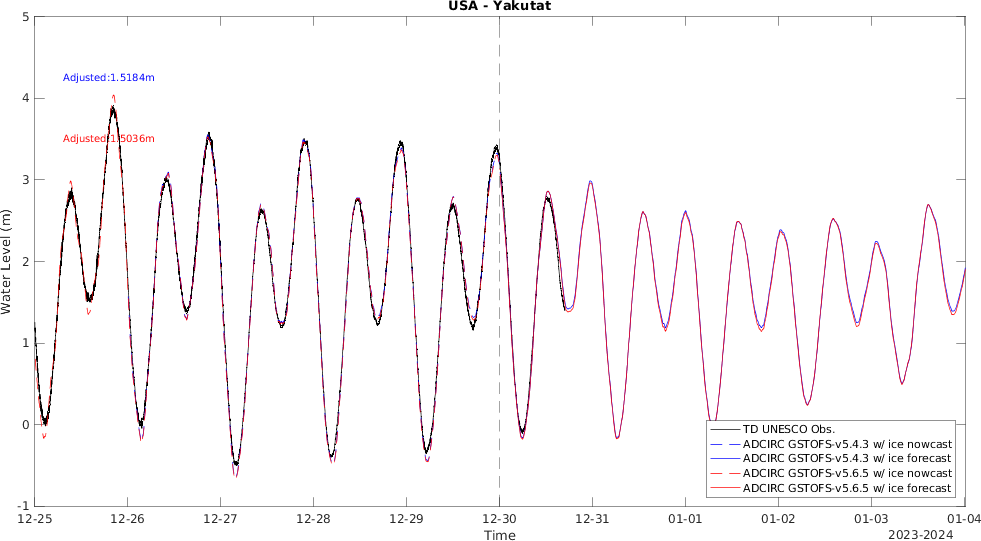 USA - Yakutat
5
4
3
2
1
0
-1
Water Level (m)
Adjusted:1.5184m
Adjusted:1.5036m
TD UNESCO Obs.
ADCIRC GSTOFS-v5.4.3 w/ ice nowcast
ADCIRC GSTOFS-v5.4.3 w/ ice forecast
ADCIRC GSTOFS-v5.6.5 w/ ice nowcast
ADCIRC GSTOFS-v5.6.5 w/ ice forecast
12-25 12-26 12-27 12-28 12-29 12-30 12-31 01-01 01-02 01-03 01-04
Time
2023-2024